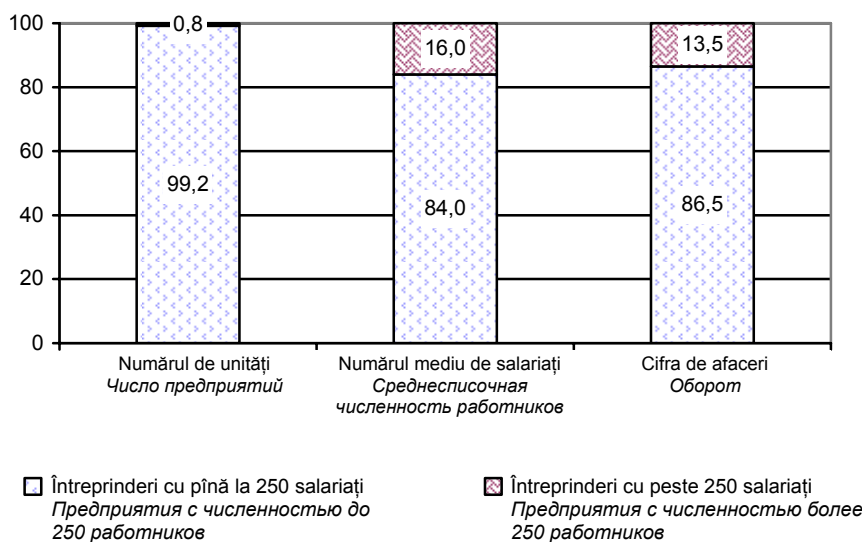 100
80
60
40
20
0
0,8
16,0
13,5
99,2
84,0
86,5
Numărul de unități
Число предприятий
Numărul mediu de salariați
Среднесписочная
численность работников
Cifra de afaceri
Оборот
Întreprinderi cu pînă la 250 salariați
Предприятия с численностью до
250 работников
Întreprinderi cu peste 250 salariați
Предприятия с численностью более
250 работников